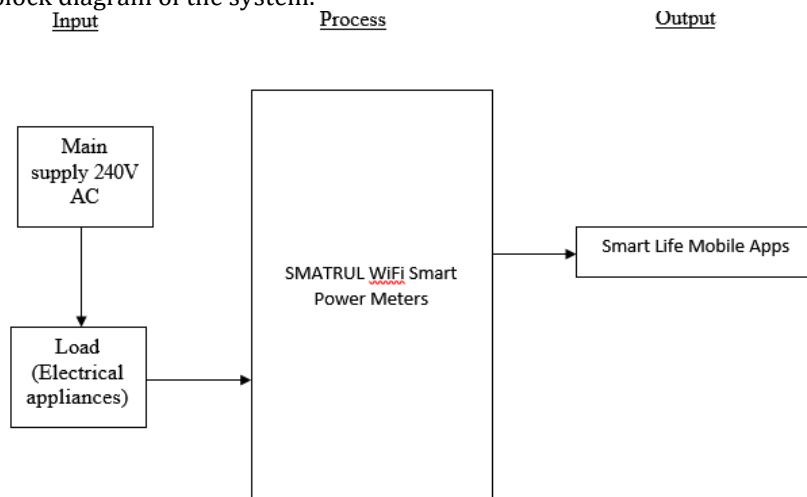 block diagram of the system.
Input
Process
Output
Main
supply 240V
AC
Load
(Electrical
appliances)
SMATRUL WiFi Smart
Power Meters
Smart Life Mobile Apps